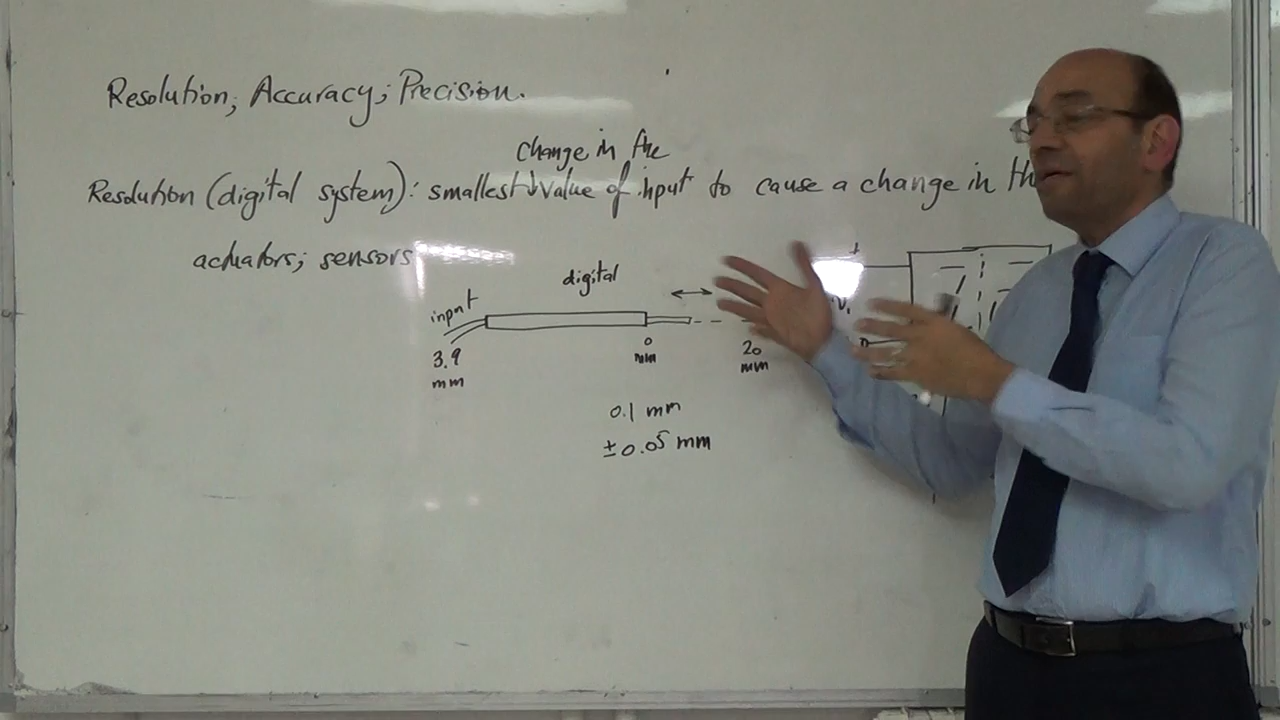 Resolution; Accuracy; Precision.
change in the
Resolution (digital system): smallest value of input to cause a change in th
actuators; sensors
digital
input
3.9
mm
0
mm
20
mm
0.1 mm
±0.05 mm
+